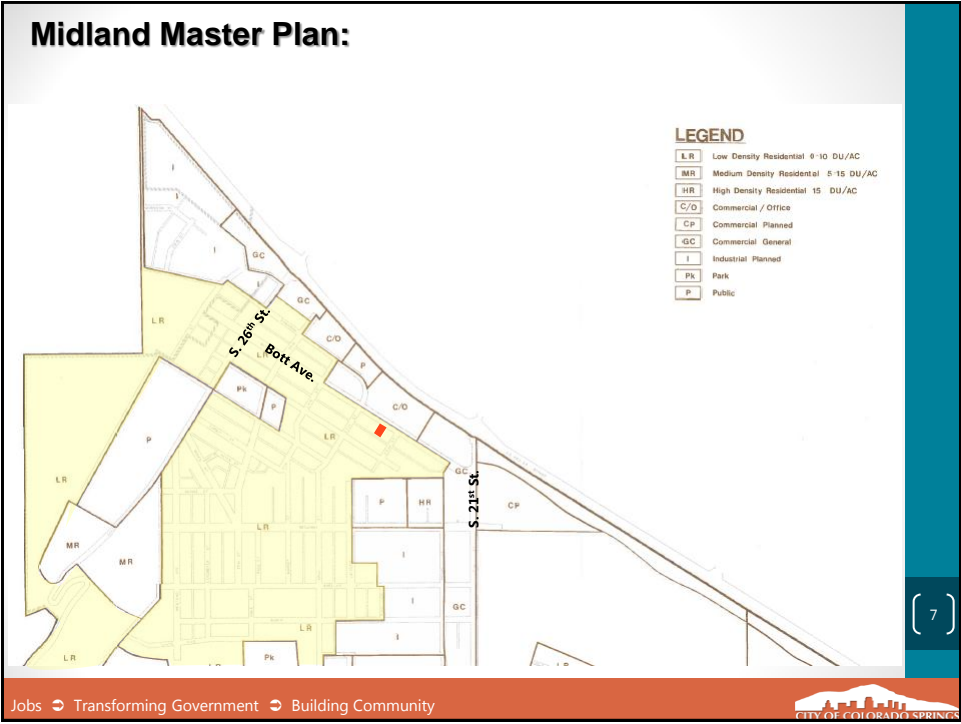 Midland Master Plan:
LEGEND
LR Low Density Residential 0-10 DU/AC
MR Medium Density Residential 5-15 DU/AC
HR High Density Residential 15 DU/AC
C/O Commercial / Office
CP Commercial Planned
GC Commercial General
I Industrial Planned
Pk Park
P Public
I
I
I
GC
I
GC
LR
S. 26th St.
C/O
LR
Bott Ave.
P
Pk
P
C/O
LR
P
GC
LR
S. 21st St.
P
HR
CP
LR
MR
I
MR
I
GC
LR
I
LR
Pk
LR
LR
7
Jobs ➲ Transforming Government ➲ Building Community
CITY OF COLORADO SPRINGS